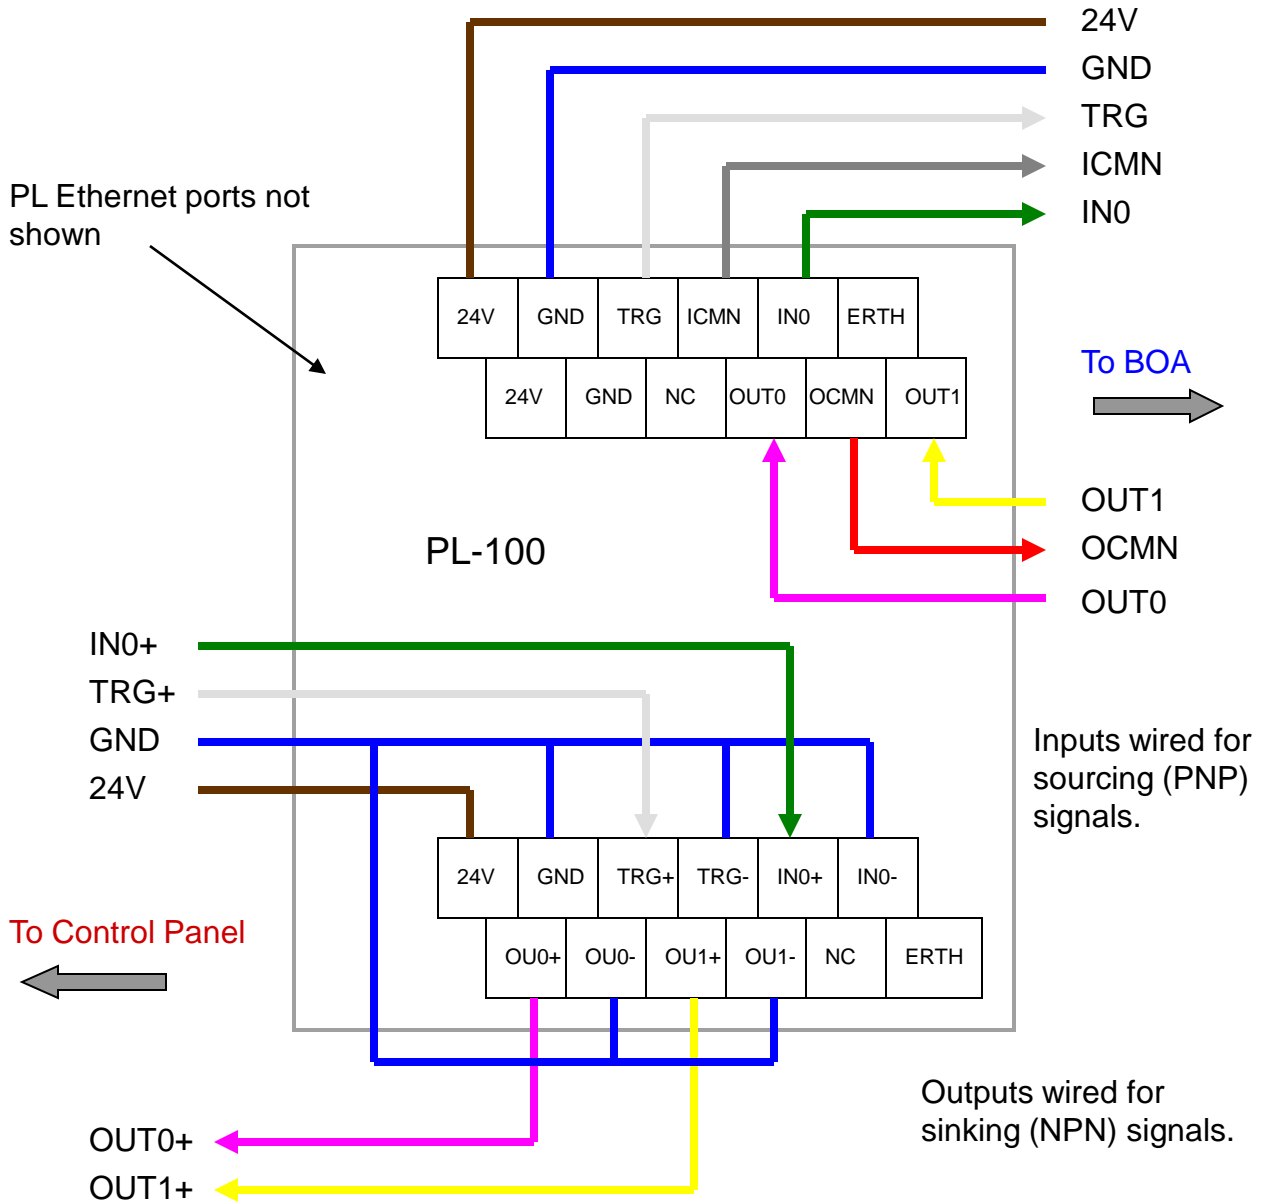 24V
GND
TRG
ICMN
IN0
PL Ethernet ports not
shown
24V GND TRG ICMN IN0 ERTH
24V GND NC OUT0 OCMN OUT1
To BOA
OUT1
OCMN
OUT0
PL-100
IN0+
TRG+
GND
24V
Inputs wired for
sourcing (PNP)
signals.
24V GND TRG+ TRG- IN0+ IN0-
OU0+ OU0- OU1+ OU1- NC ERTH
To Control Panel
Outputs wired for
sinking (NPN) signals.
OUT0+
OUT1+